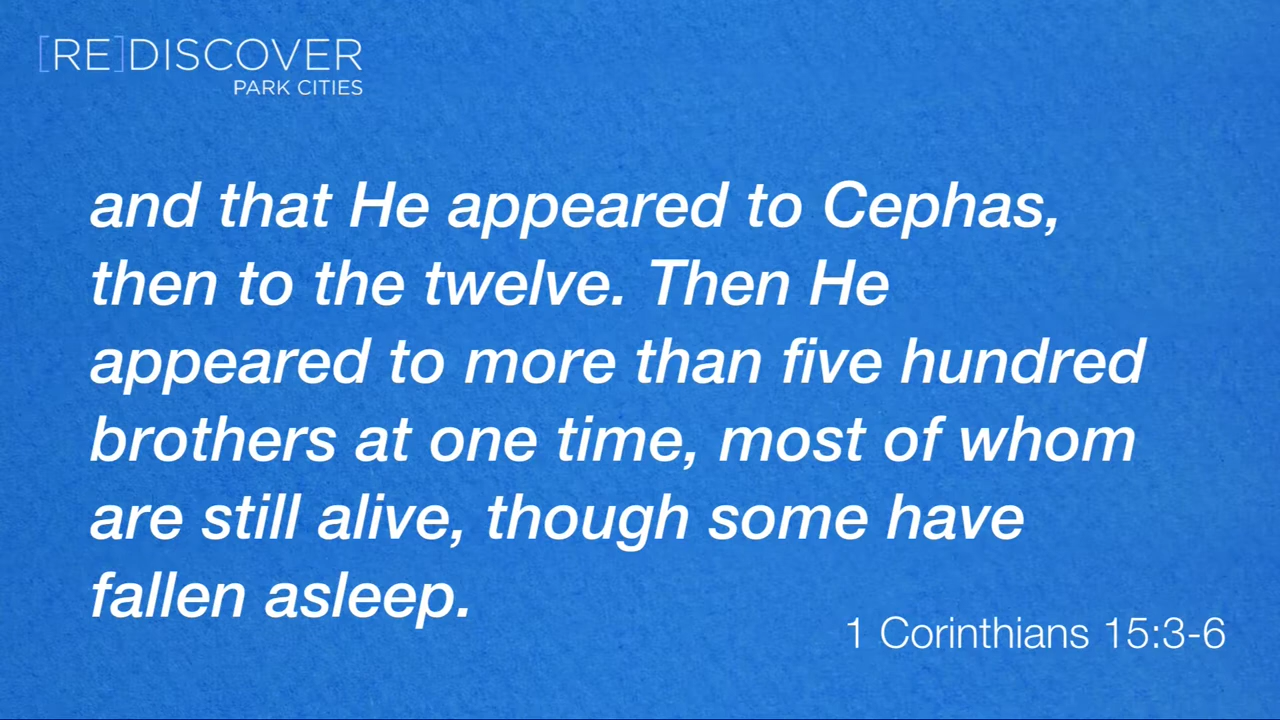 [RE]DISCOVER
PARK CITIES
and that He appeared to Cephas,
then to the twelve. Then He
appeared to more than five hundred
brothers at one time, most of whom
are still alive, though some have
fallen asleep.
1 Corinthians 15:3-6